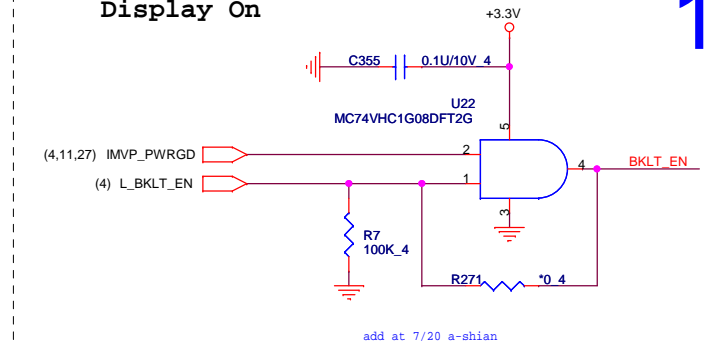 Display On
1
+3.3V
C355 0.1U/10V_4
U22
MC74VHC1G08DFT2G
5
(4,11,27) IMVP_PWRGD 2
4 BKLT_EN
(4) L_BKLT_EN 1
3
R7
100K_4
R271 *0_4
add at 7/20 a-shian